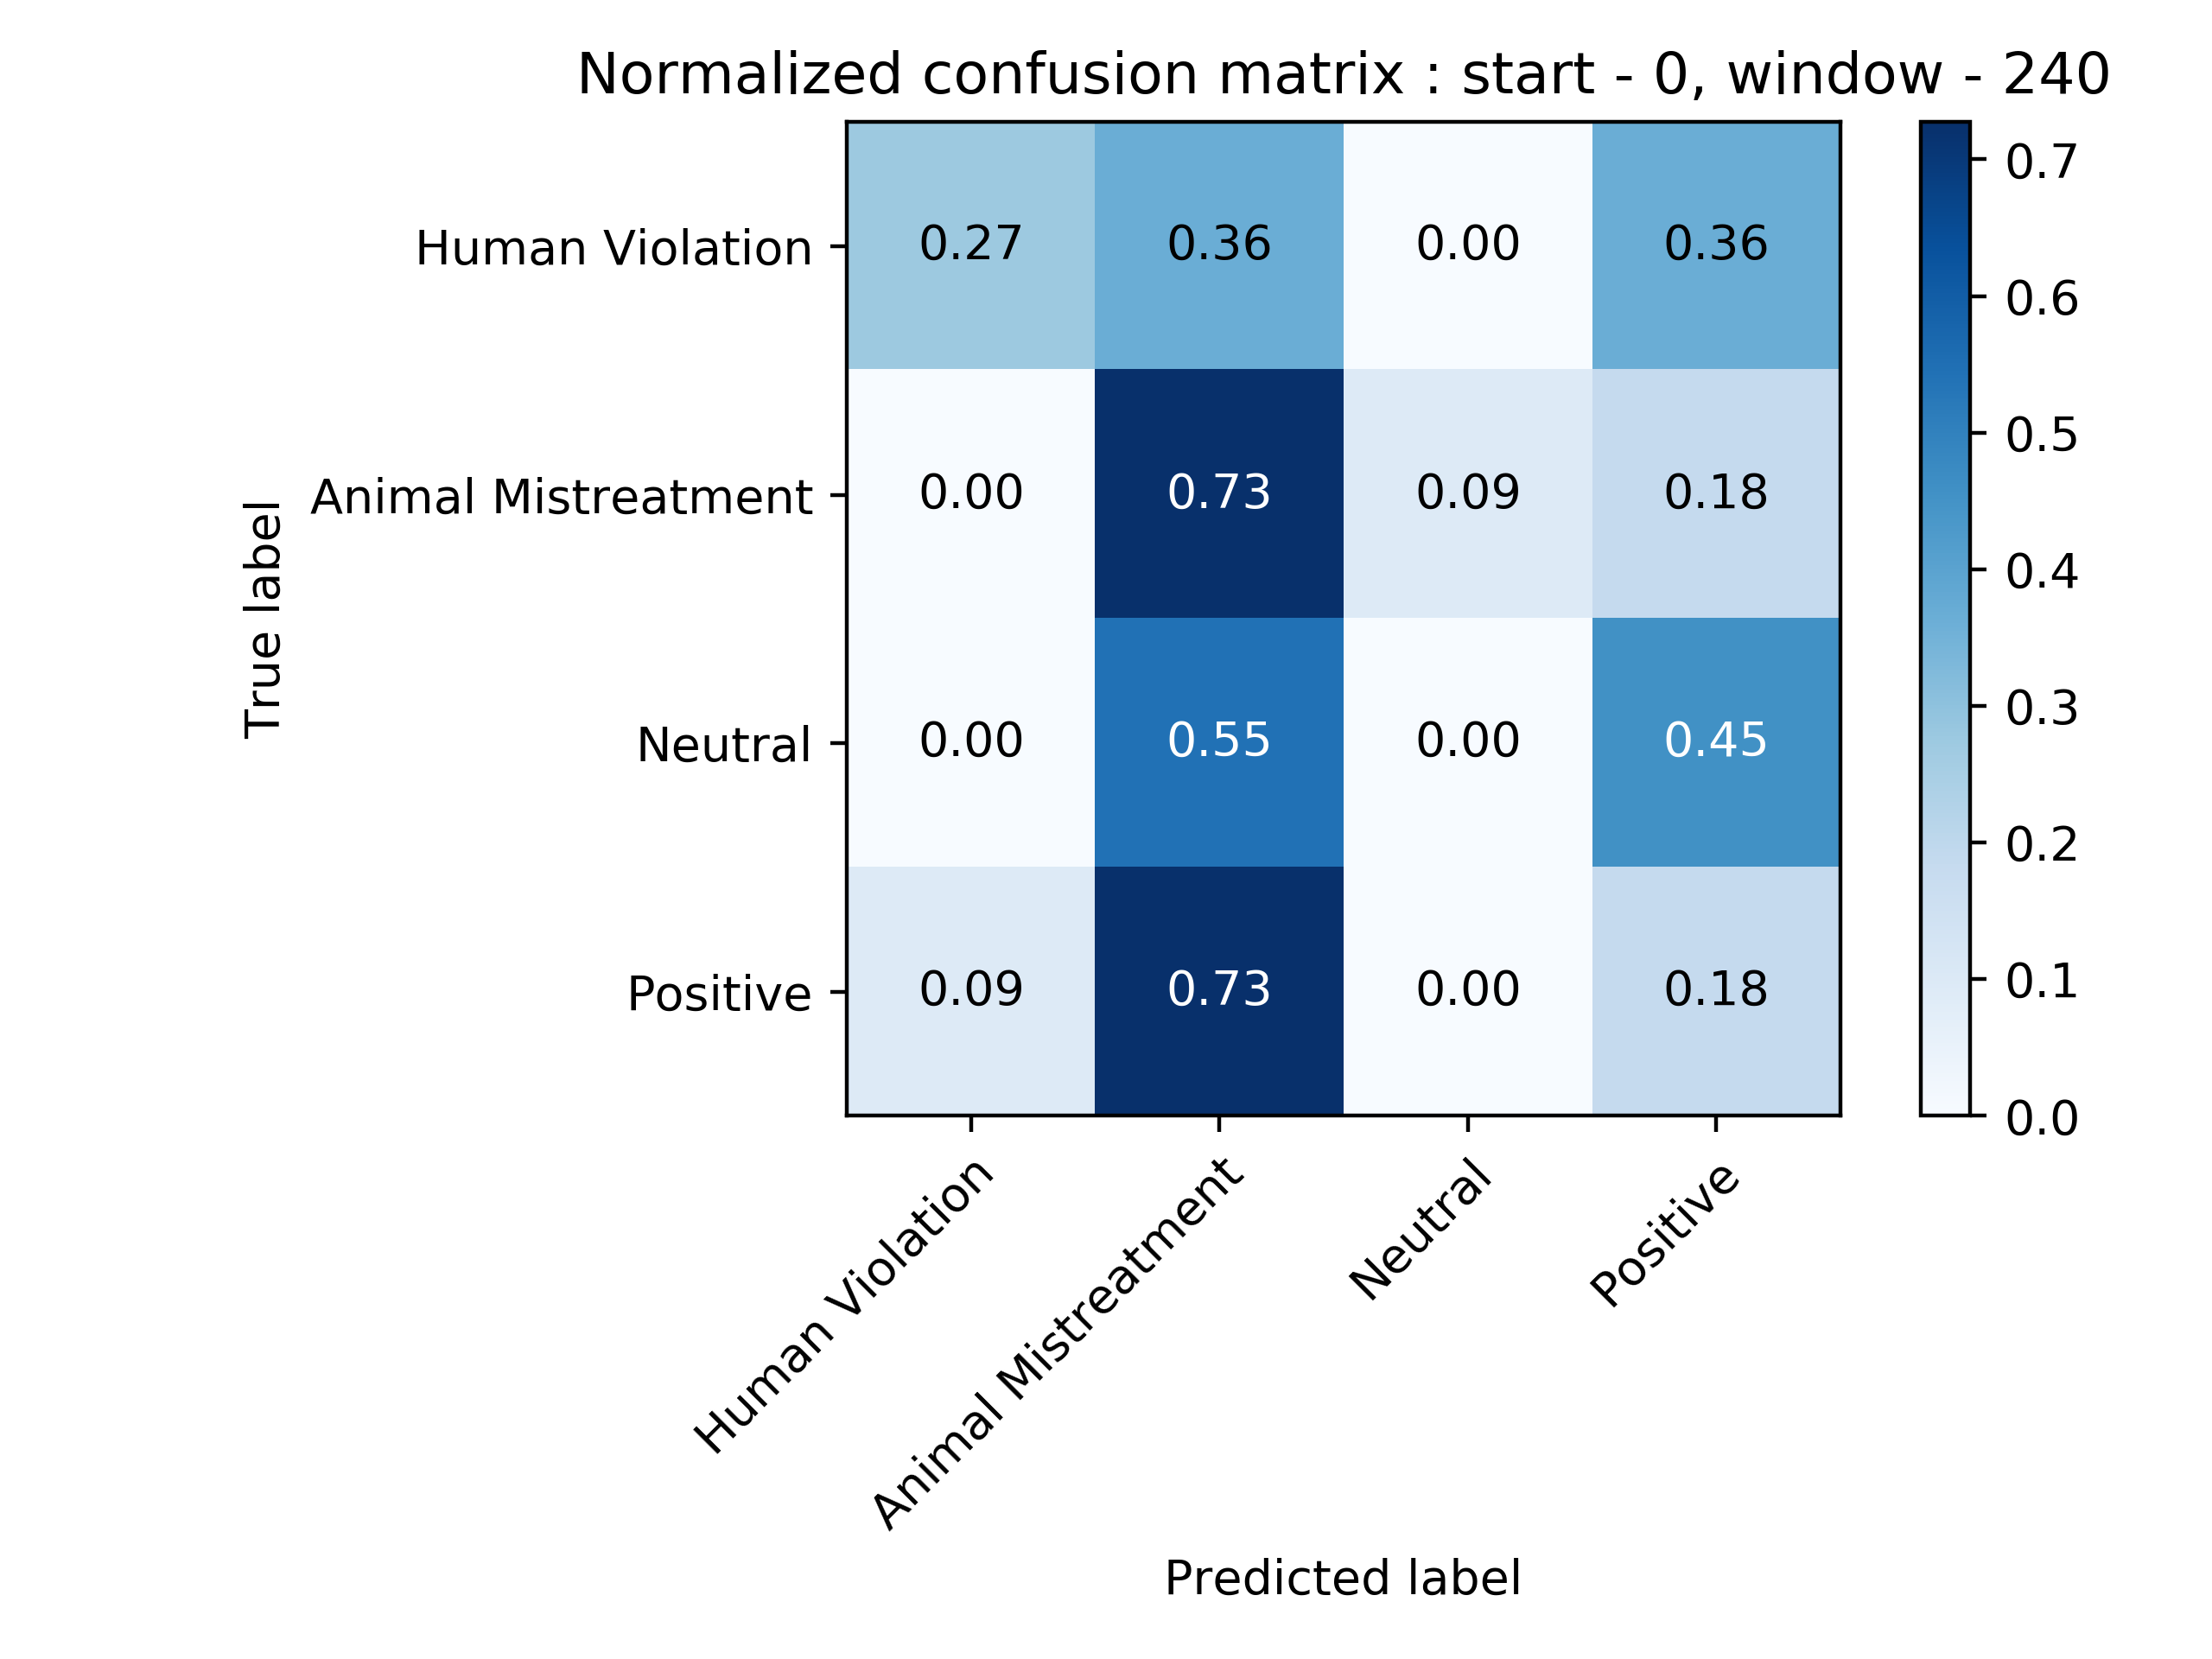 Normalized confusion matrix : start - 0, window - 240
True label
Human Violation
0.27 0.36 0.00 0.36
Animal Mistreatment
0.00 0.73 0.09 0.18
Neutral
0.00 0.55 0.00 0.45
Positive
0.09 0.73 0.00 0.18
Human Violation
Animal Mistreatment
Neutral
Positive
Predicted label
0.7
0.6
0.5
0.4
0.3
0.2
0.1
0.0